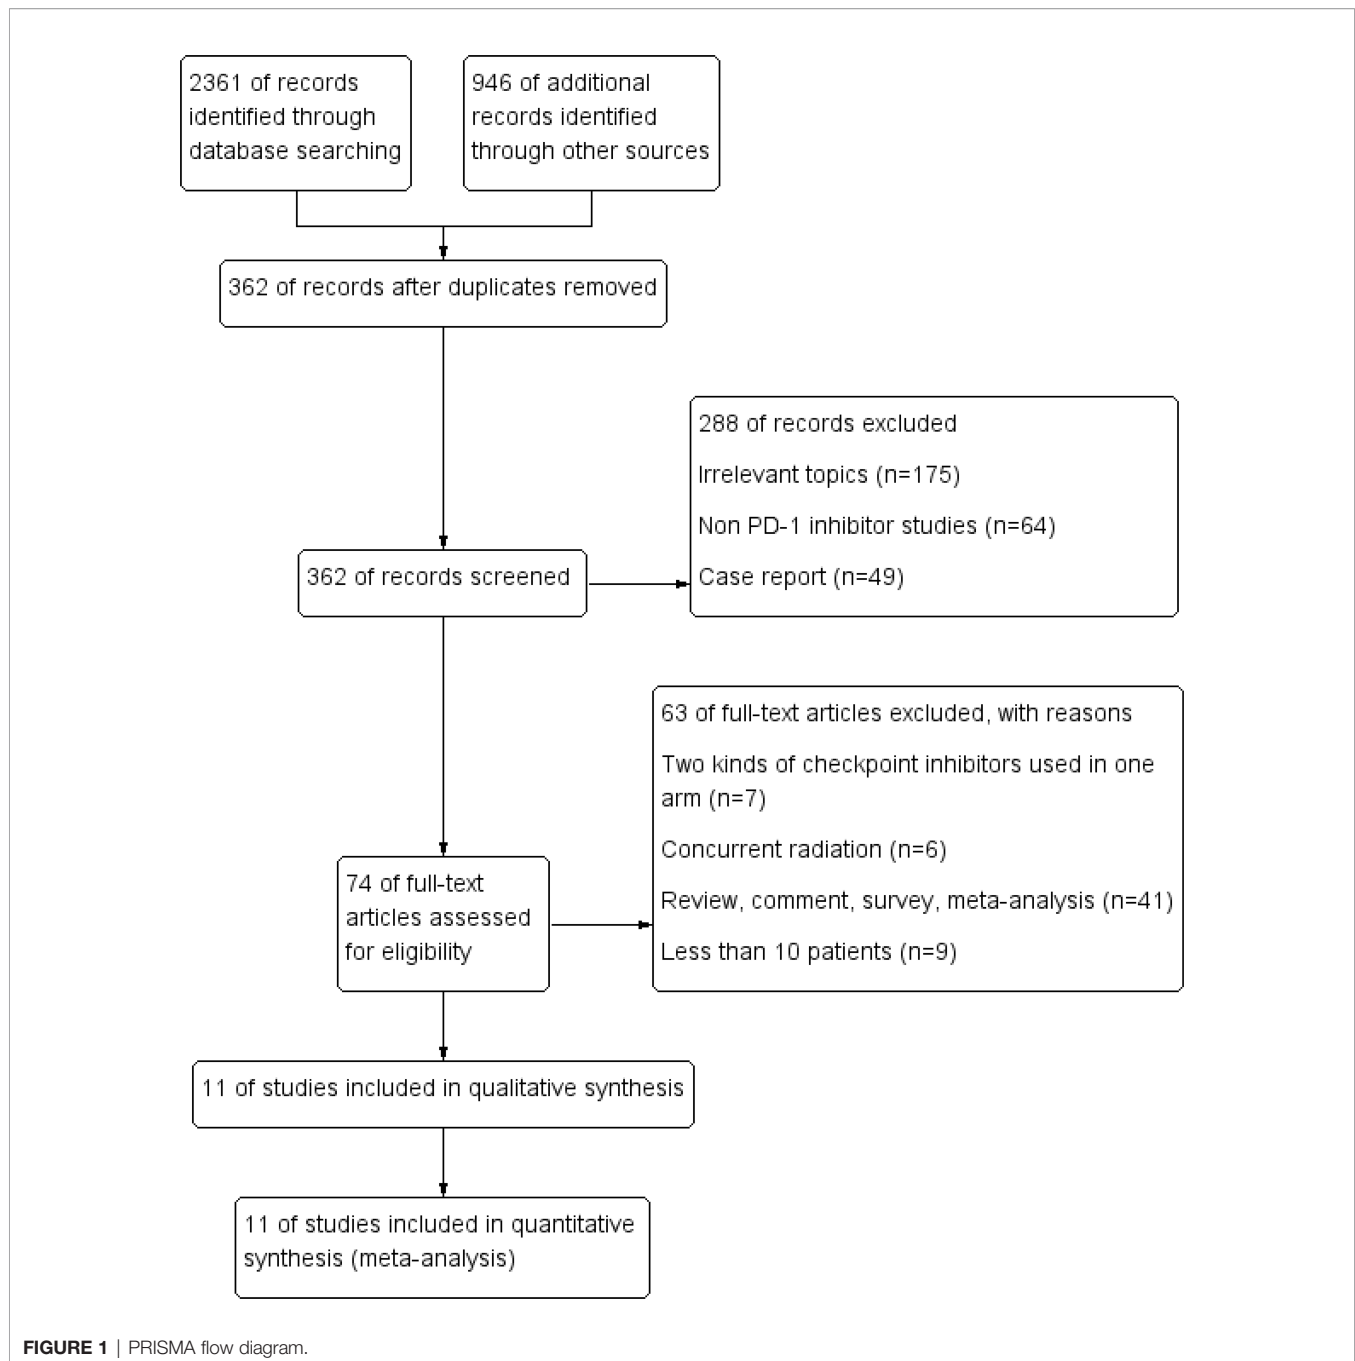 2361 of records
identified through
database searching
946 of additional
records identified
through other sources
362 of records after duplicates removed
288 of records excluded
Irrelevant topics (n=175)
Non PD-1 inhibitor studies (n=64)
Case report (n=49)
362 of records screened
63 of full-text articles excluded, with reasons
Two kinds of checkpoint inhibitors used in one
arm (n=7)
Concurrent radiation (n=6)
Review, comment, survey, meta-analysis (n=41)
Less than 10 patients (n=9)
74 of full-text
articles assessed
for eligibility
11 of studies included in qualitative synthesis
11 of studies included in quantitative
synthesis (meta-analysis)
FIGURE 1 | PRISMA flow diagram.